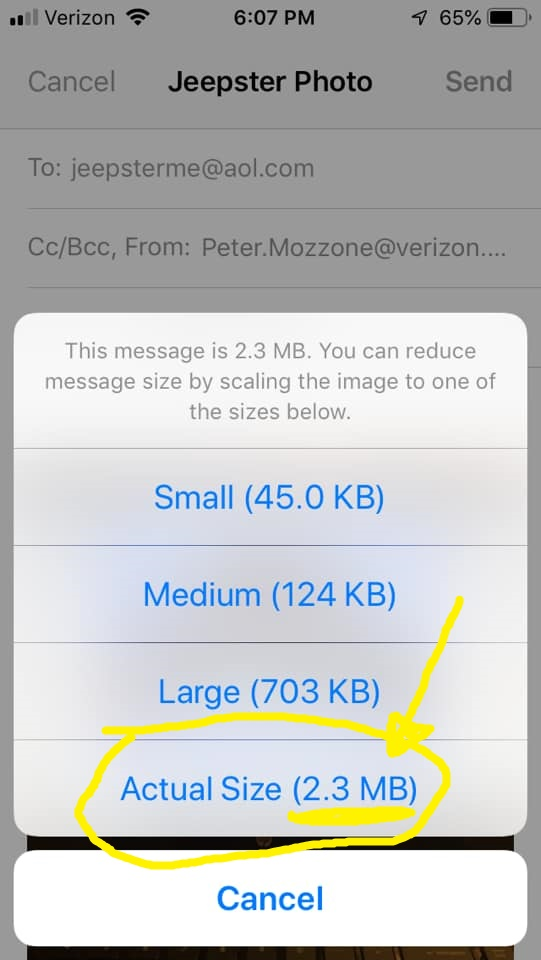 Verizon 6:07 PM 65%
Cancel Jeepster Photo Send
To: jeepsterme@aol.com
Cc/Bcc, From: Peter.Mozzone@verizon....
This message is 2.3 MB. You can reduce
message size by scaling the image to one of
the sizes below.
Small (45.0 KB)
Medium (124 KB)
Large (703 KB)
Actual Size (2.3 MB)
Cancel